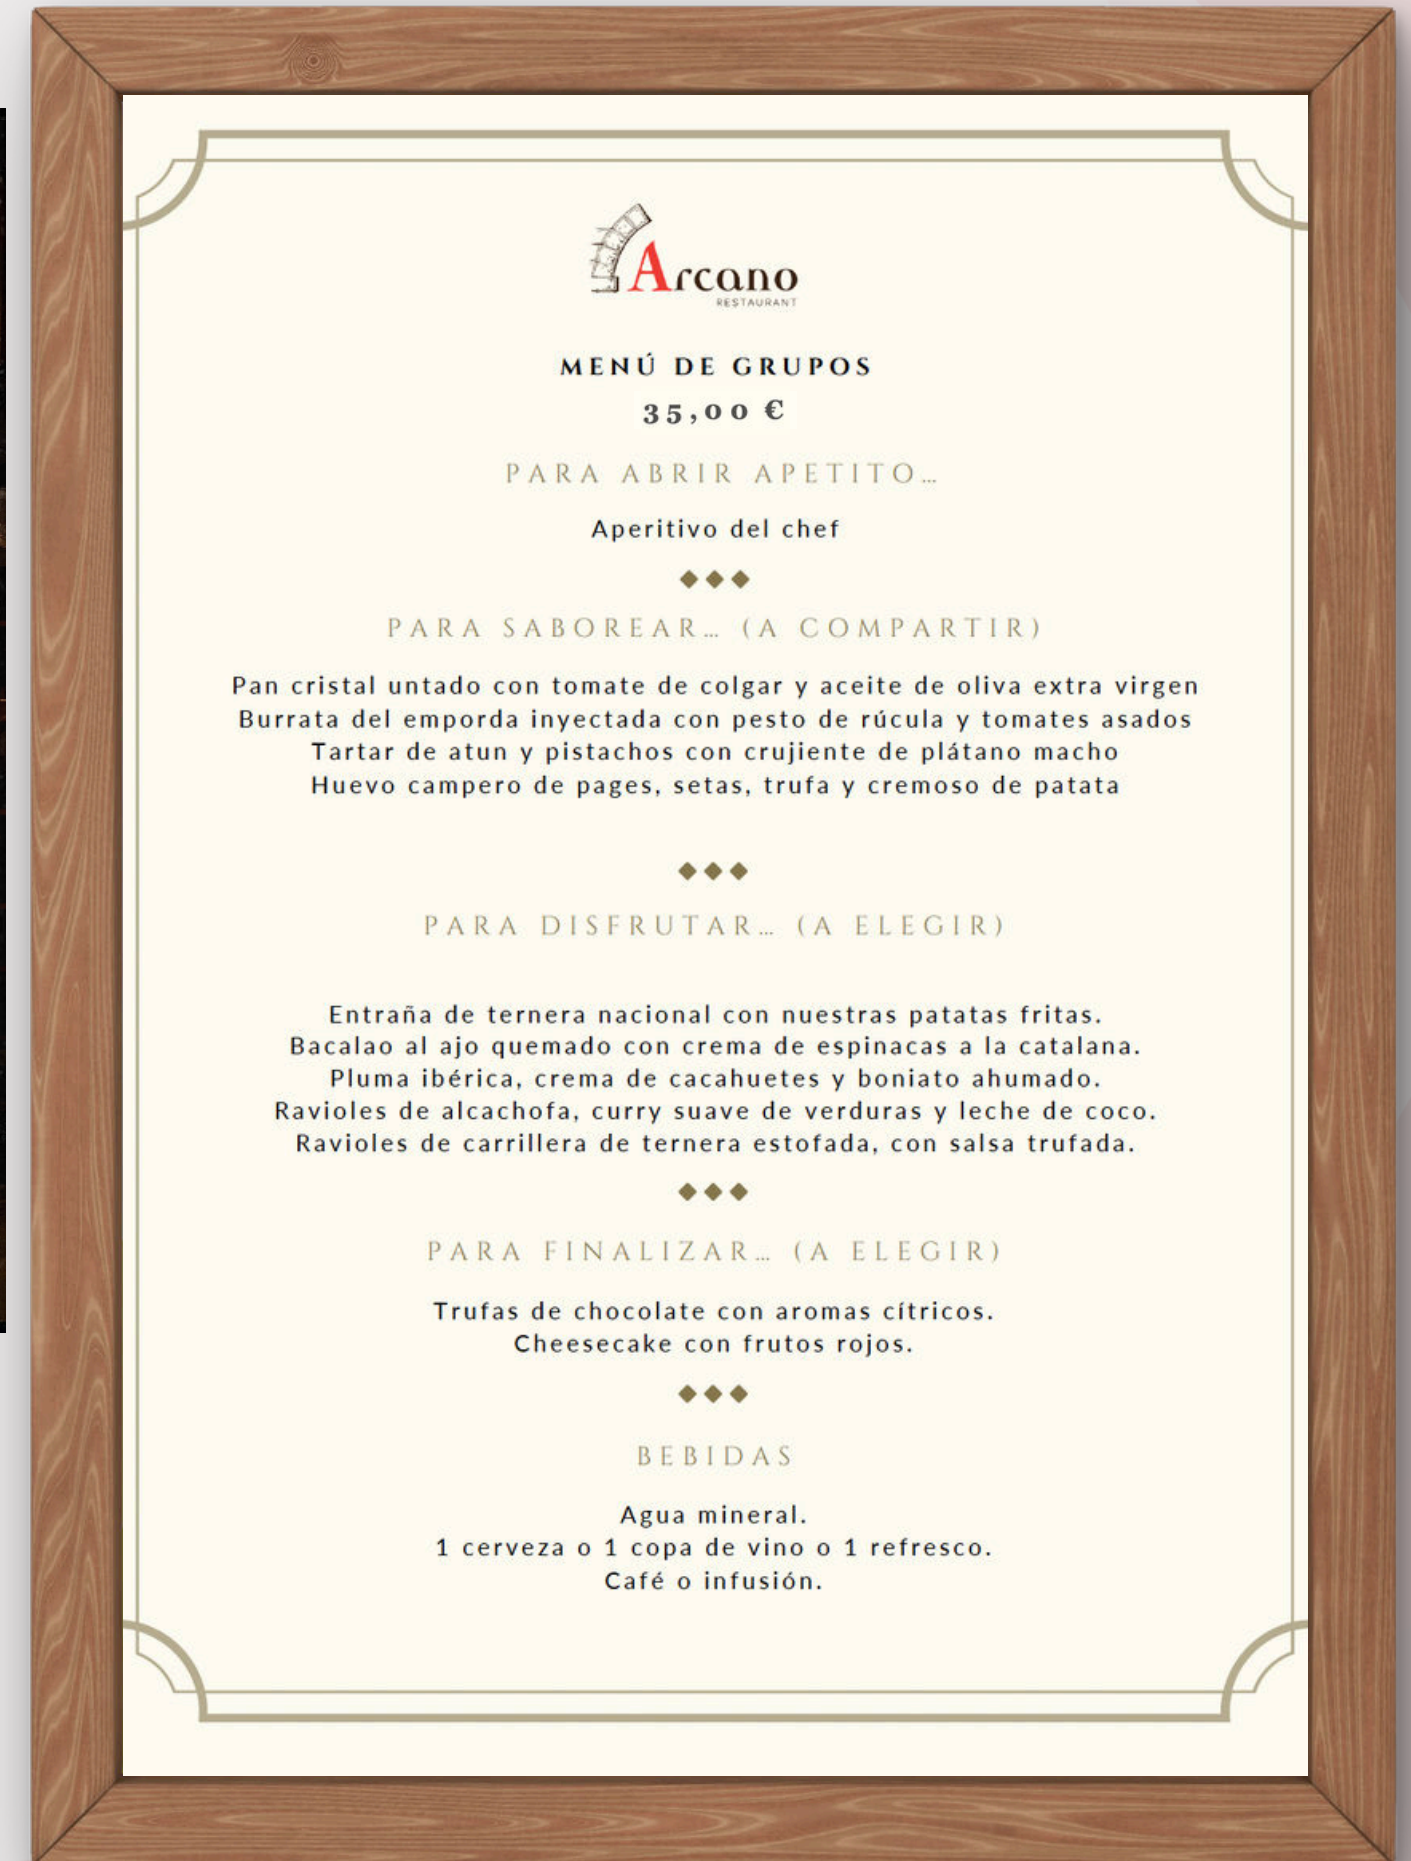 Arcano
RESTAURANT
MENÚ DE GRUPOS
35,00 €
PARA ABRIR APETITO...
Aperitivo del chef
PARA SABOREAR... (A COMPARTIR)
Pan cristal untado con tomate de colgar y aceite de oliva extra virgen
Burrata del emporda inyectada con pesto de rúcula y tomates asados
Tartar de atun y pistachos con crujiente de plátano macho
Huevo campero de pages, setas, trufa y cremoso de patata
PARA DISFRUTAR... (A ELEGIR)
Entraña de ternera nacional con nuestras patatas fritas.
Bacalao al ajo quemado con crema de espinacas a la catalana.
Pluma ibérica, crema de cacahuetes y boniato ahumado.
Ravioles de alcachofa, curry suave de verduras y leche de coco.
Ravioles de carrillera de ternera estofada, con salsa trufada.
PARA FINALIZAR... (A ELEGIR)
Trufas de chocolate con aromas cítricos.
Cheesecake con frutos rojos.
BEBIDAS
Agua mineral.
1 cerveza o 1 copa de vino o 1 refresco.
Café o infusión.